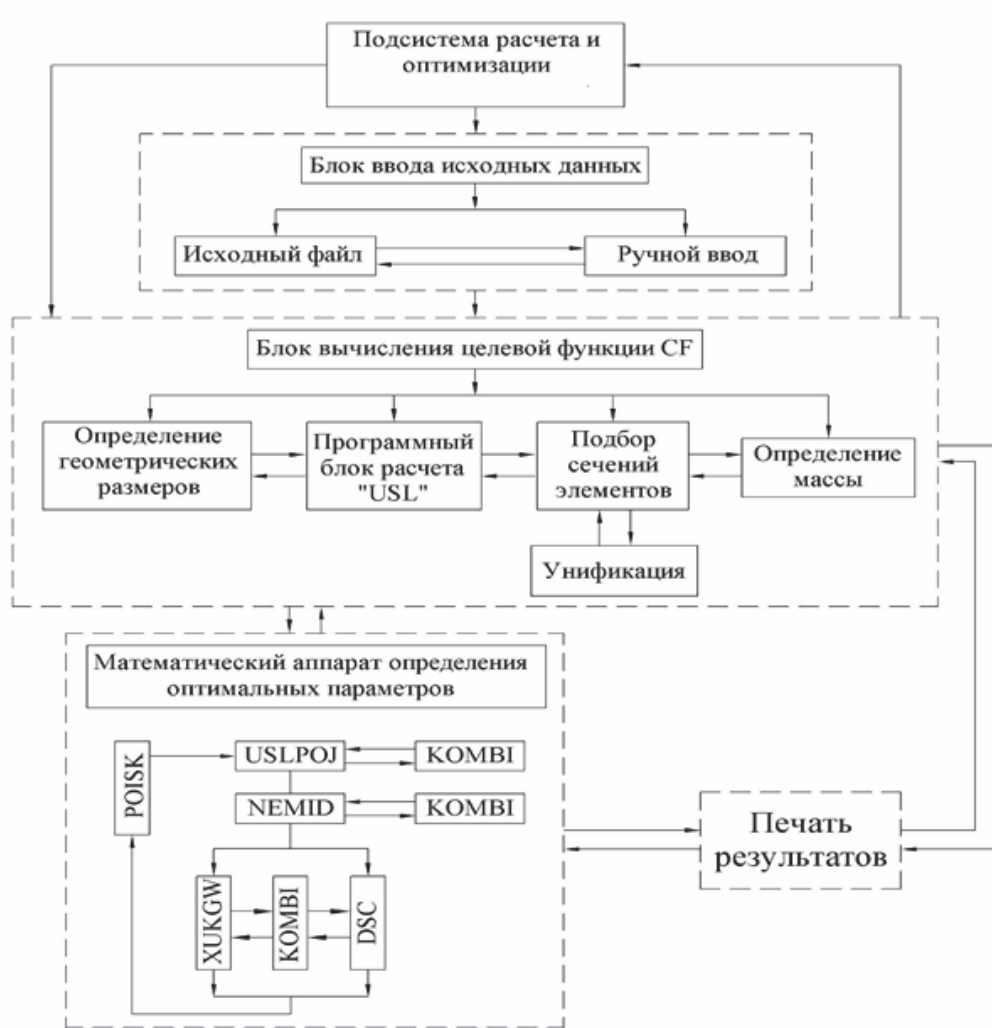 Подсистема расчета и
оптимизации
Блок ввода исходных данных
Исходный файл
Ручной ввод
Блок вычисления целевой функции CF
Определение
геометрических
размеров
Программный
блок расчета
"USL"
Подбор
сечений
элементов
Определение
массы
Унификация
Математический аппарат определения
оптимальных параметров
POISK
USLPOJ
KOMBI
NEMID
KOMBI
XUKGW
KOMBI
DSC
Печать
результатов